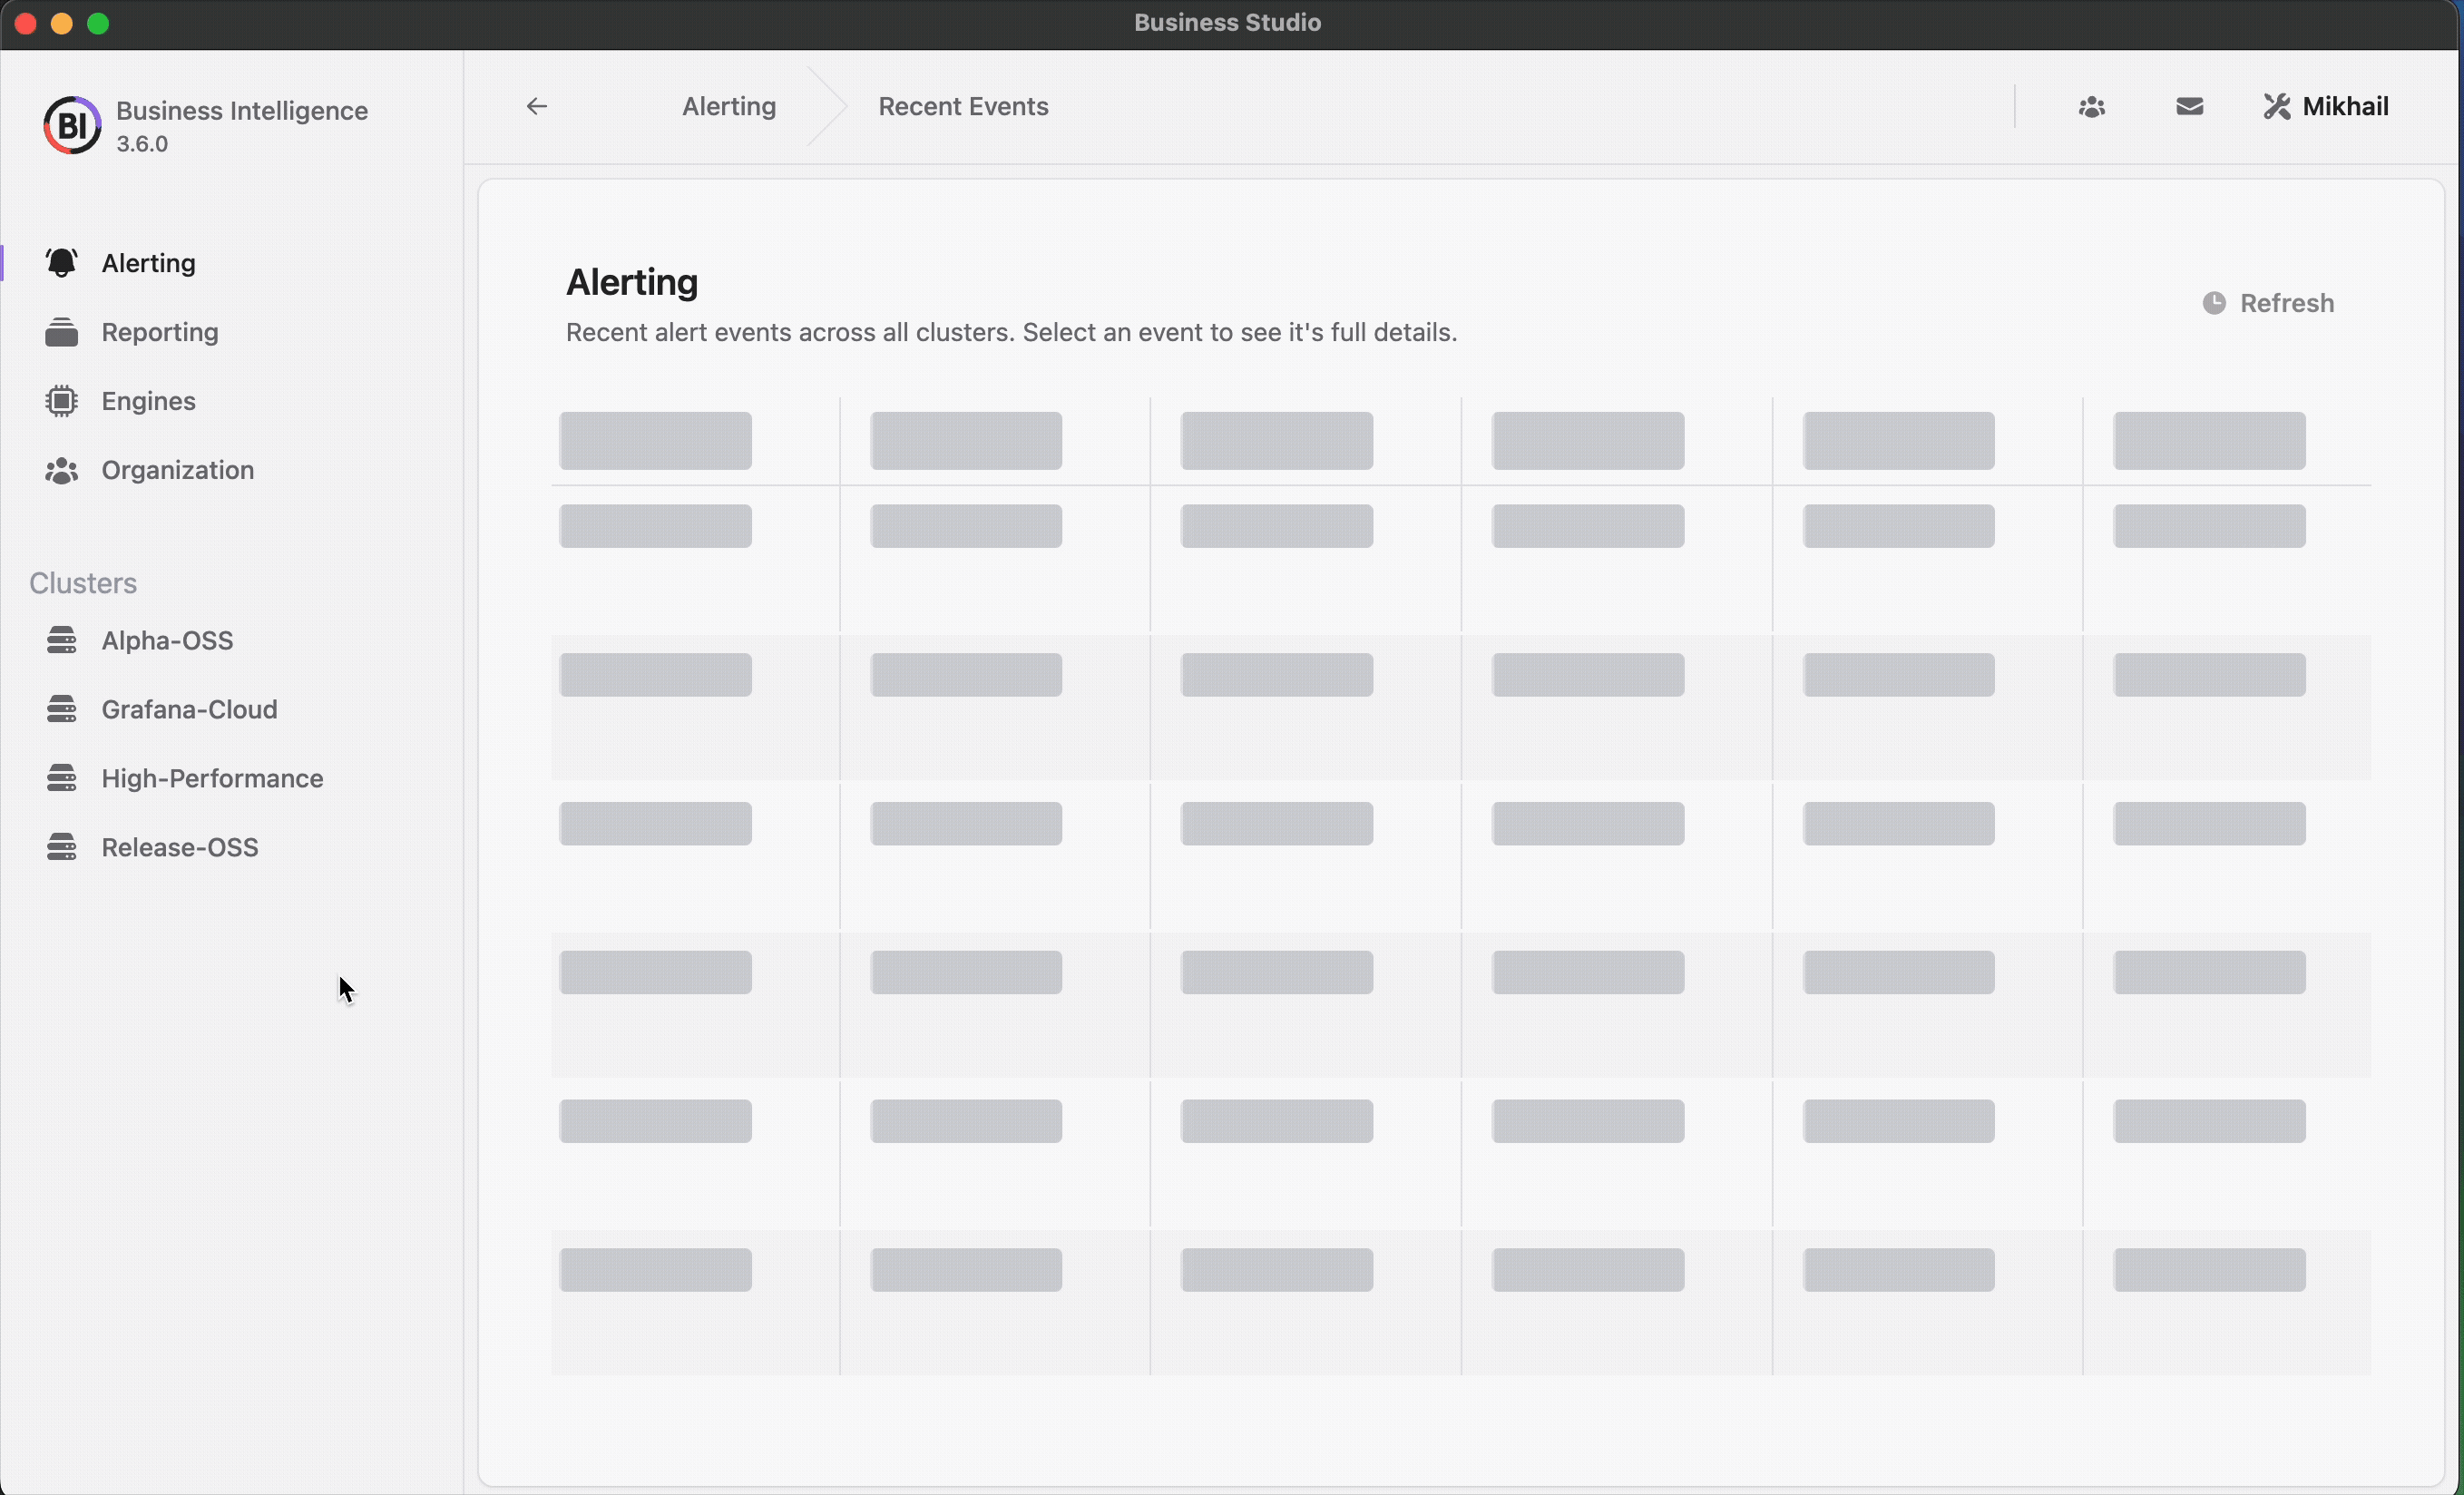 Business Studio
BI
Business Intelligence
3.6.0
Alerting
Recent Events
Mikhail
Alerting
Reporting
Engines
Organization
Clusters
Alpha-OSS
Grafana-Cloud
High-Performance
Release-OSS
Alerting
Recent alert events across all clusters. Select an event to see it's full details.
Refresh